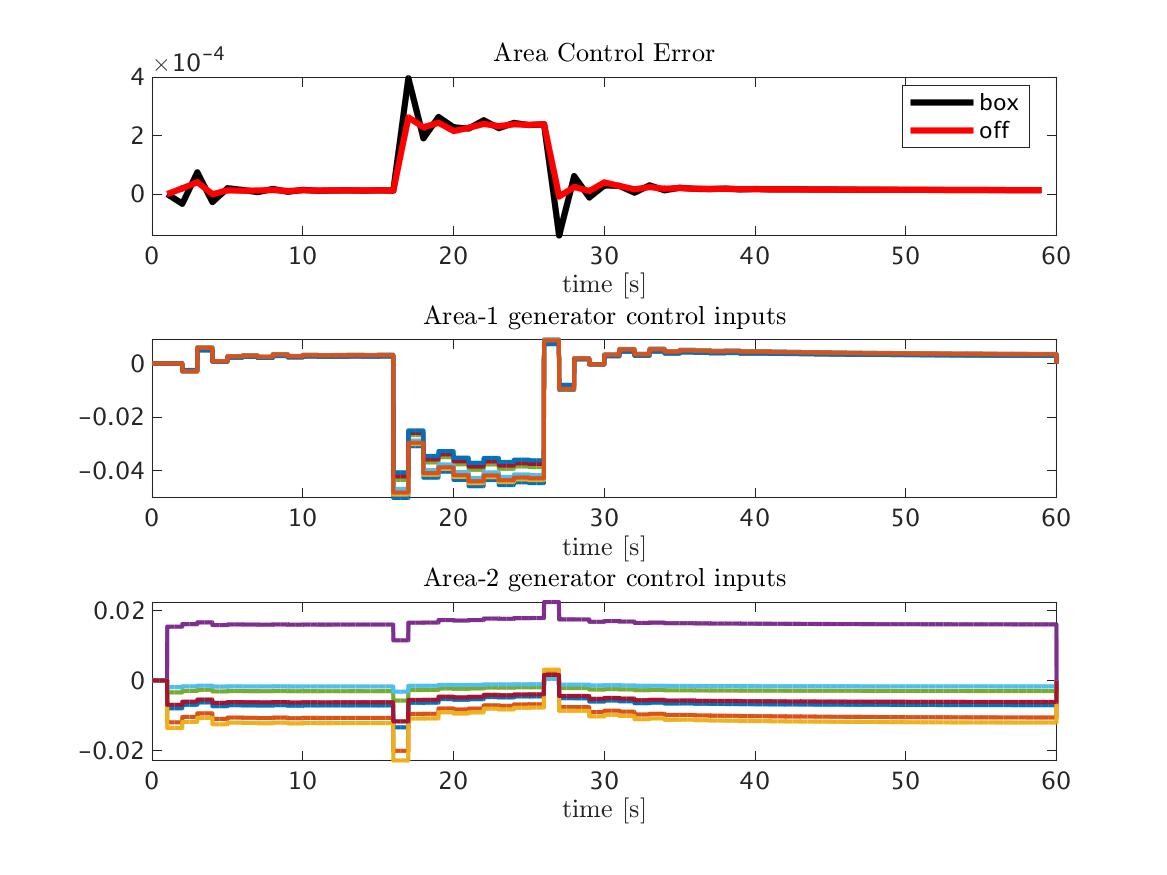 Area Control Error
×10⁻⁴
4
2
0
box
off
0 10 20 30 40 50 60
time [s]
Area-1 generator control inputs
0
−0.02
−0.04
0 10 20 30 40 50 60
time [s]
Area-2 generator control inputs
0.02
0
−0.02
0 10 20 30 40 50 60
time [s]